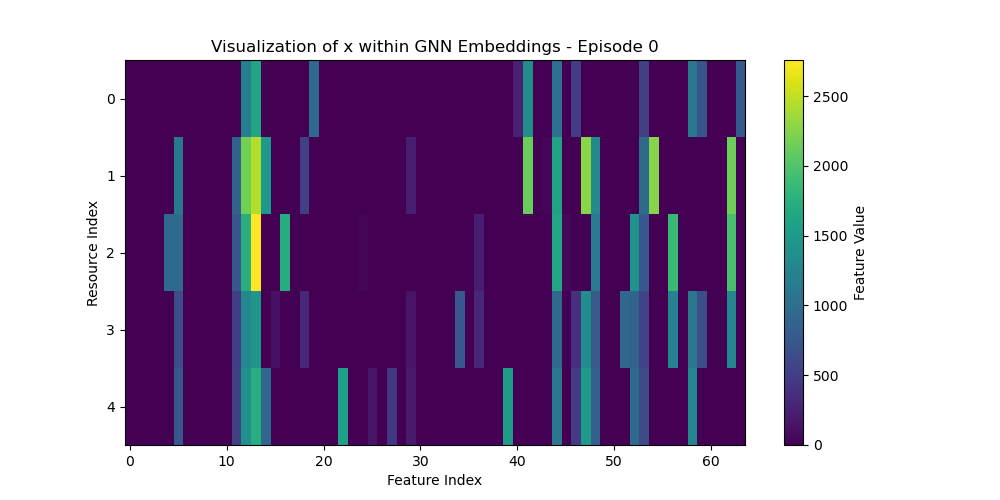 Visualization of x within GNN Embeddings - Episode 0
Resource Index
0
1
2
3
4
0 10 20 30 40 50 60
Feature Index
2500
2000
1500
1000
500
0
Feature Value